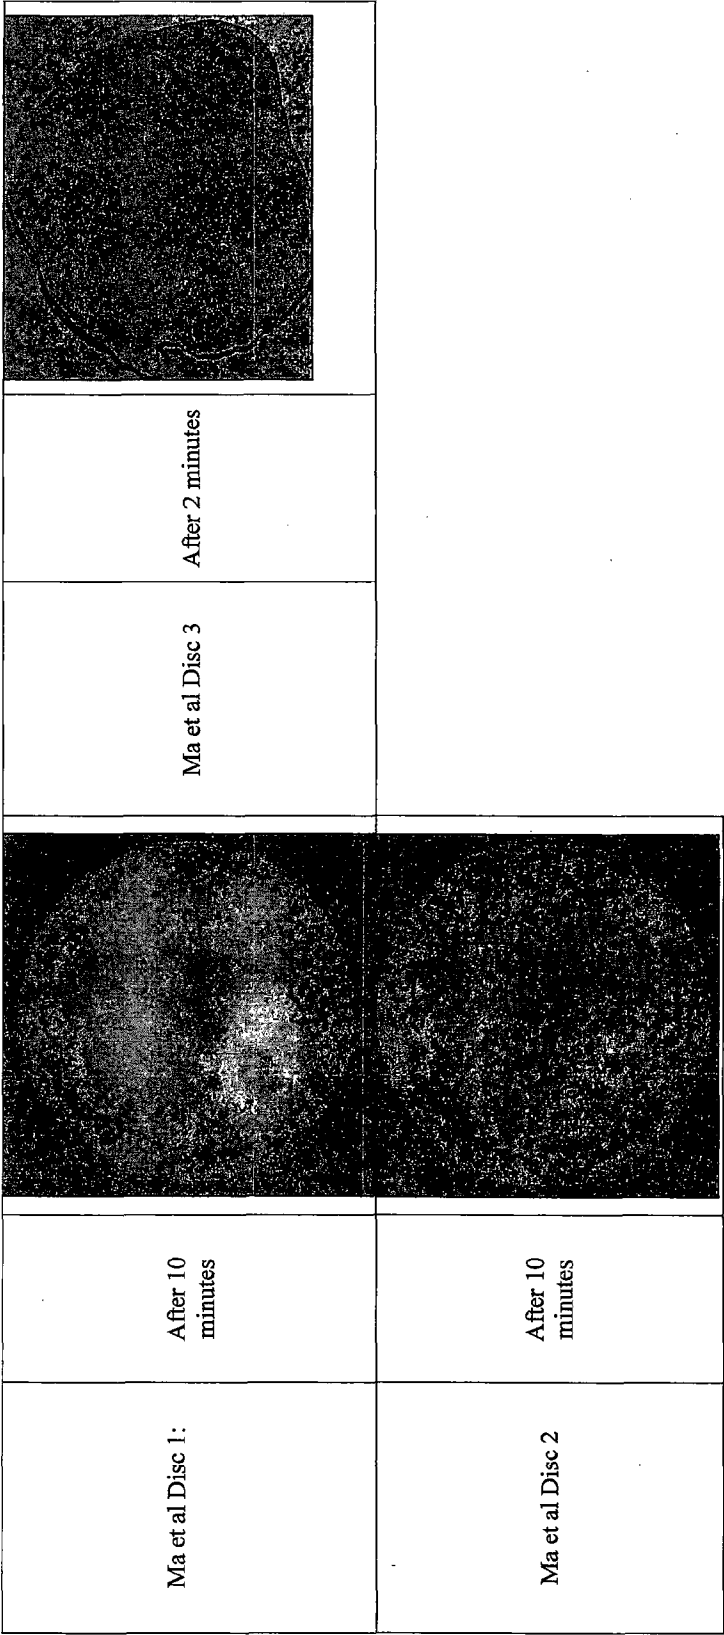 Ma et al Disc 1:
After 10
minutes
Ma et al Disc 3
After 2 minutes
Ma et al Disc 2
After 10
minutes